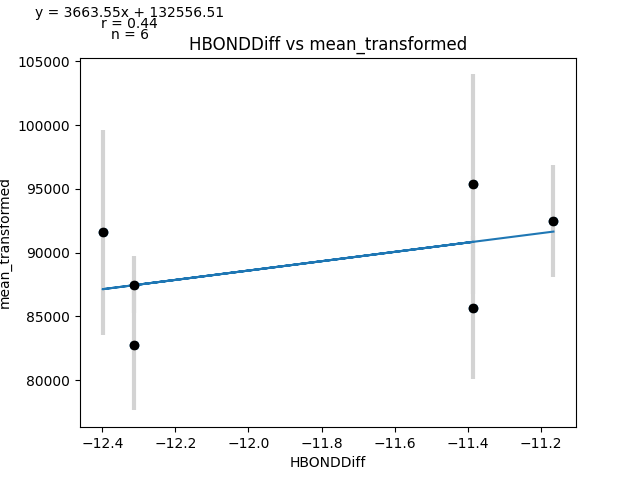 y = 3663.55x + 132556.51
r = 0.44
n = 6
HBONDDiff vs mean_transformed
105000
100000
95000
90000
85000
80000
mean_transformed
−12.4
−12.2
−12.0
−11.8
−11.6
−11.4
−11.2
HBONDDiff